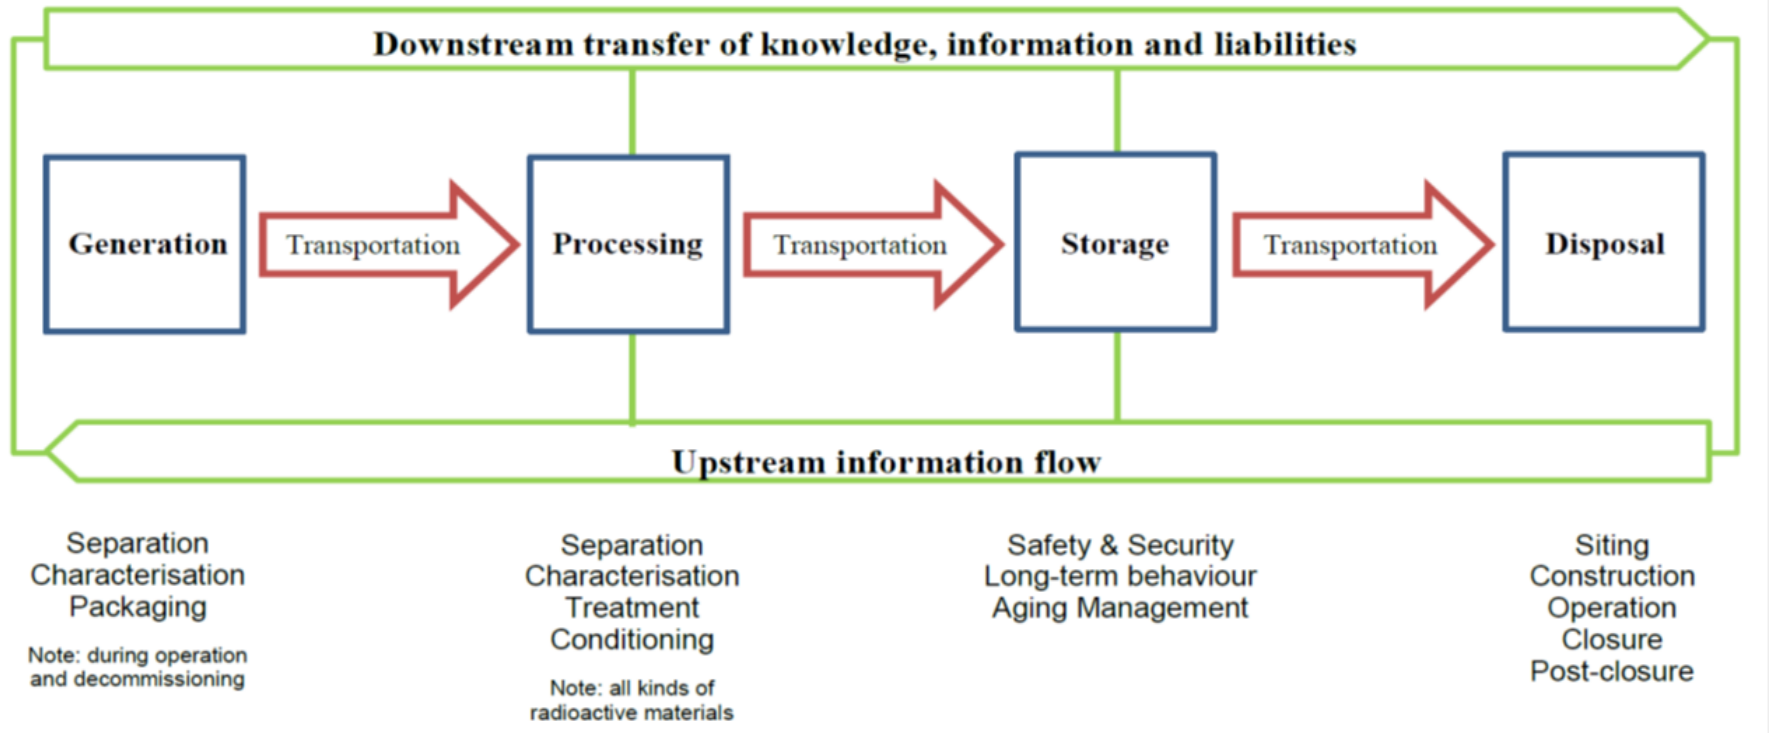 Downstream transfer of knowledge, information and liabilities
Generation
Transportation
Processing
Transportation
Storage
Transportation
Disposal
Upstream information flow
Separation
Characterisation
Packaging
Note: during operation
and decommissioning
Separation
Characterisation
Treatment
Conditioning
Note: all kinds of
radioactive materials
Safety & Security
Long-term behaviour
Aging Management
Siting
Construction
Operation
Closure
Post-closure